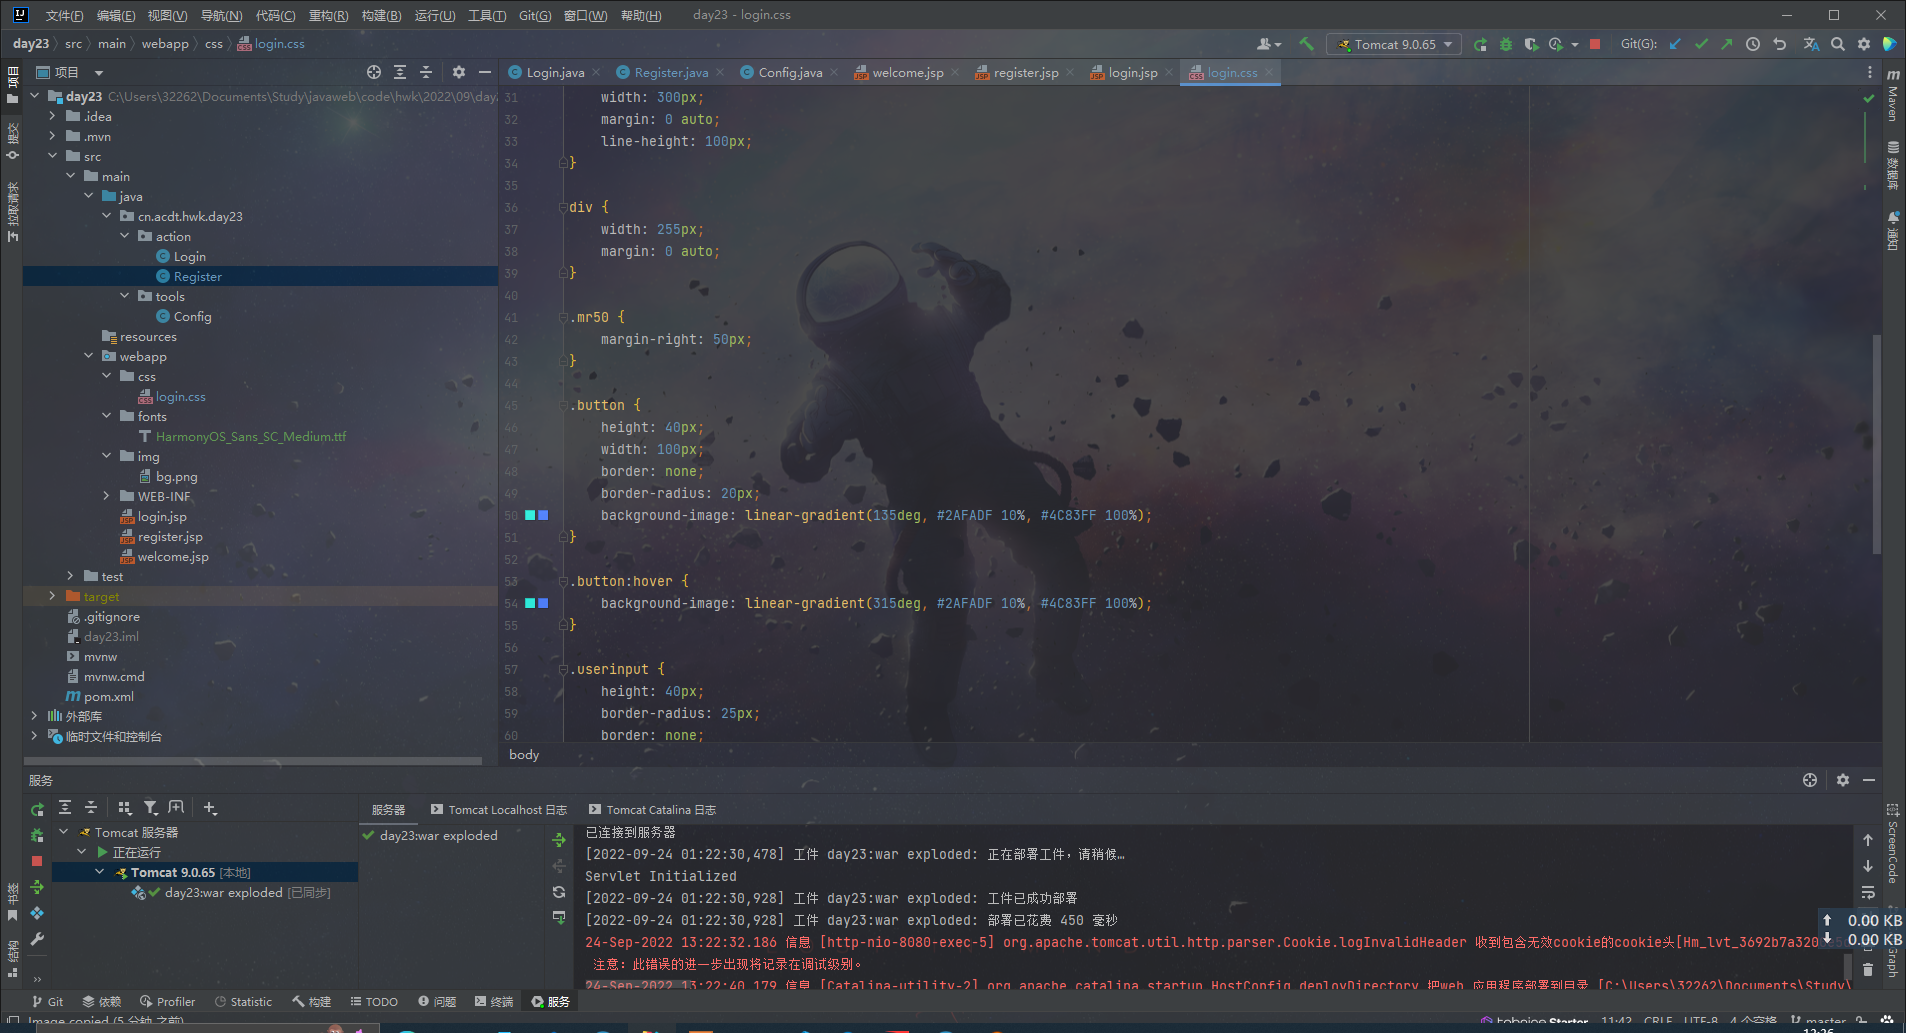 文件(F) 编辑(E) 视图(V) 导航(N) 代码(C) 重构(R) 构建(B) 运行(U) 工具(T) Git(G) 窗口(W) 帮助(H) day23 - login.css
day23 src main webapp css login.css
Tomcat 9.0.65 Git(G):
项目
Login.java Register.java Config.java welcome.jsp register.jsp login.jsp login.css
day23 C:\Users\32262\Documents\Study\javaweb\code\hwk\2022\09\day
.idea
.mvn
src
main
java
cn.acdt.hwk.day23
action
Login
Register
tools
Config
resources
webapp
css
login.css
fonts
HarmonyOS_Sans_SC_Medium.ttf
img
bg.png
WEB-INF
login.jsp
register.jsp
welcome.jsp
test
target
.gitignore
day23.iml
mvnw
mvnw.cmd
pom.xml
外部库
临时文件和控制台
31 width: 300px;
32 margin: 0 auto;
33 line-height: 100px;
34 }
35
36 div {
37 width: 255px;
38 margin: 0 auto;
39 }
40
41 .mr50 {
42 margin-right: 50px;
43 }
44
45 .button {
46 height: 40px;
47 width: 100px;
48 border: none;
49 border-radius: 20px;
50 background-image: linear-gradient(135deg, #2AFADF 10%, #4C83FF 100%);
51 }
52
53 .button:hover {
54 background-image: linear-gradient(315deg, #2AFADF 10%, #4C83FF 100%);
55 }
56
57 .userinput {
58 height: 40px;
59 border-radius: 25px;
60 border: none;
body
项目
提交
拉取请求
书签
结构
Maven
数据库
通知
ScreenCode
服务
Tomcat 服务器
正在运行
Tomcat 9.0.65 [本地]
day23:war exploded [已同步]
服务器 Tomcat Localhost 日志 Tomcat Catalina 日志
day23:war exploded
已连接到服务器
[2022-09-24 01:22:30,478] 工件 day23:war exploded: 正在部署工件，请稍候…
Servlet Initialized
[2022-09-24 01:22:30,928] 工件 day23:war exploded: 工件已成功部署
[2022-09-24 01:22:30,928] 工件 day23:war exploded: 部署已花费 450 毫秒
24-Sep-2022 13:22:32.186 信息 [http-nio-8080-exec-5] org.apache.tomcat.util.http.parser.Cookie.logInvalidHeader 收到包含无效cookie的cookie头[Hm_lvt_3692b7a320
注意：此错误的进一步出现将记录在调试级别。
24-Sep-2022 13:22:40.179 信息 [Catalina-utility-2] org.apache.catalina.startup.HostConfig.deployDirectory 把web 应用程序部署到目录 [C:\Users\32262\Documents\Study\
0.00 KB
0.00 KB
Git 依赖 Profiler Statistic 构建 TODO 问题 终端 服务
Image copied (5 分钟 之前)
Starter 11:42 CRLF UTF-8 4 个空格 master